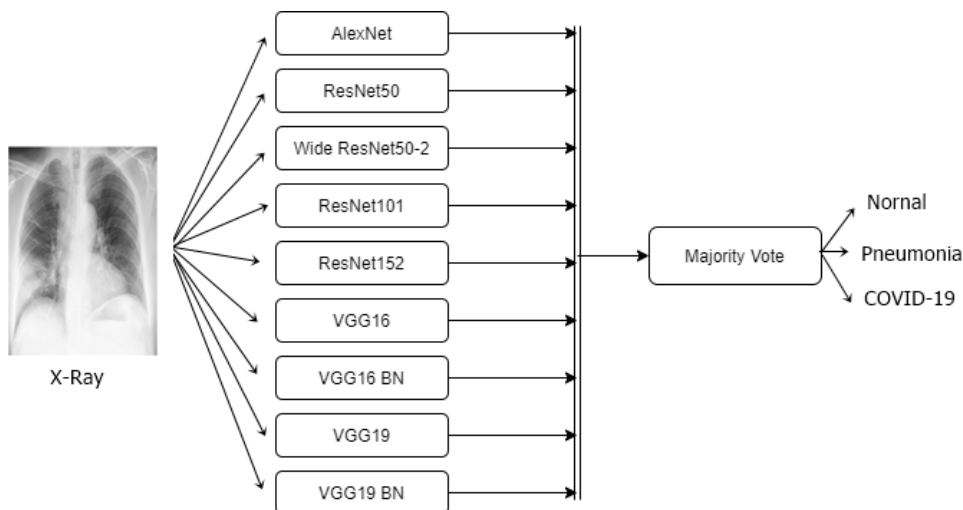 AlexNet
ResNet50
Wide ResNet50-2
ResNet101
ResNet152
VGG16
VGG16 BN
VGG19
VGG19 BN
X-Ray
Majority Vote
Nornal
Pneumonia
COVID-19